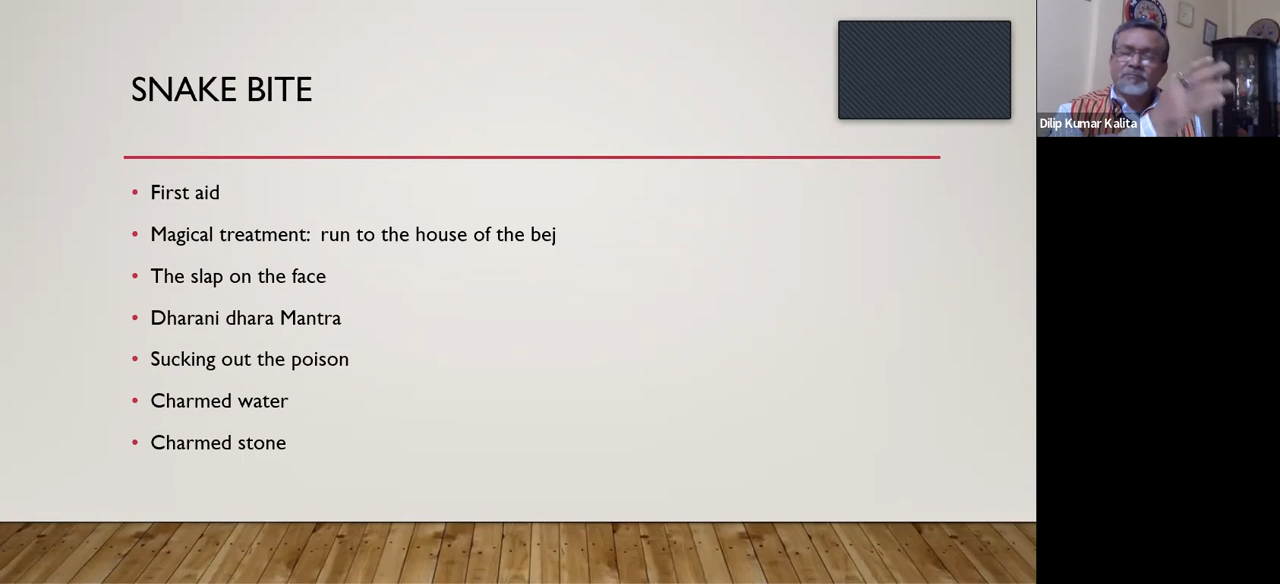 SNAKE BITE
• First aid
• Magical treatment: run to the house of the bej
• The slap on the face
• Dharani dhara Mantra
• Sucking out the poison
• Charmed water
• Charmed stone
Dilip Kumar Kalita